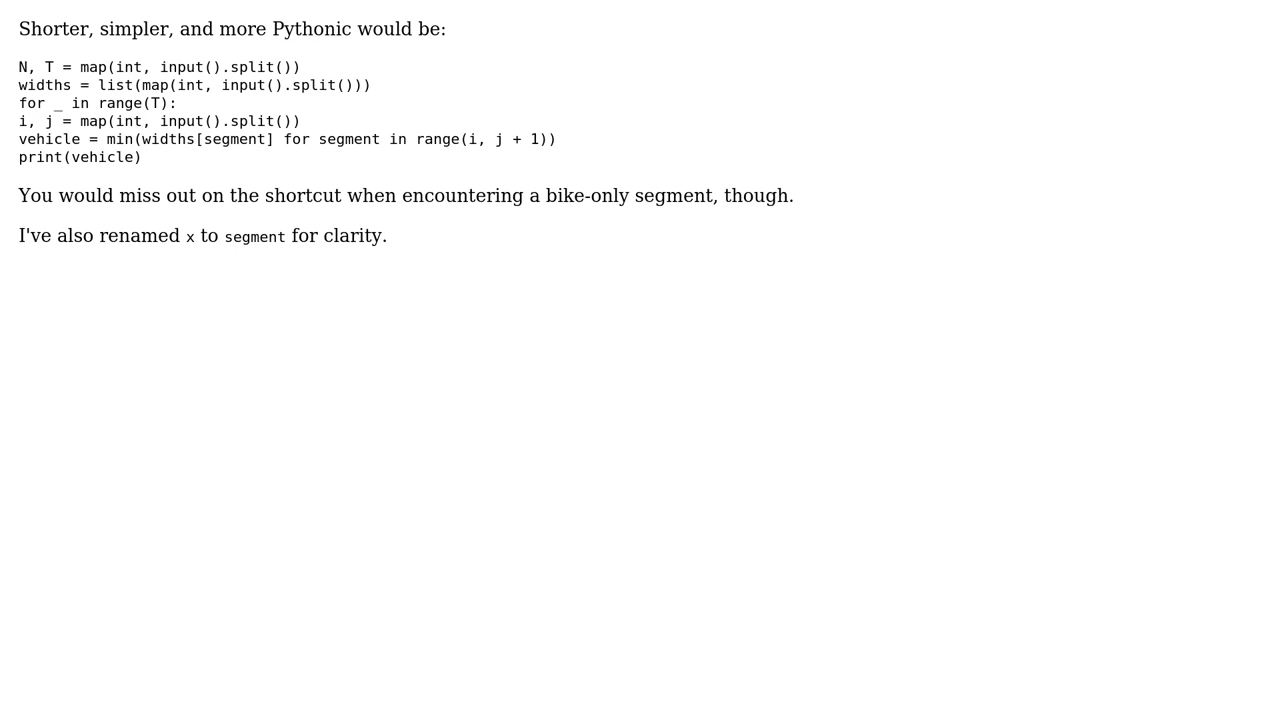 Shorter, simpler, and more Pythonic would be:
N, T = map(int, input().split())
widths = list(map(int, input().split()))
for _ in range(T):
i, j = map(int, input().split())
vehicle = min(widths[segment] for segment in range(i, j + 1))
print(vehicle)
You would miss out on the shortcut when encountering a bike-only segment, though.
I've also renamed x to segment for clarity.